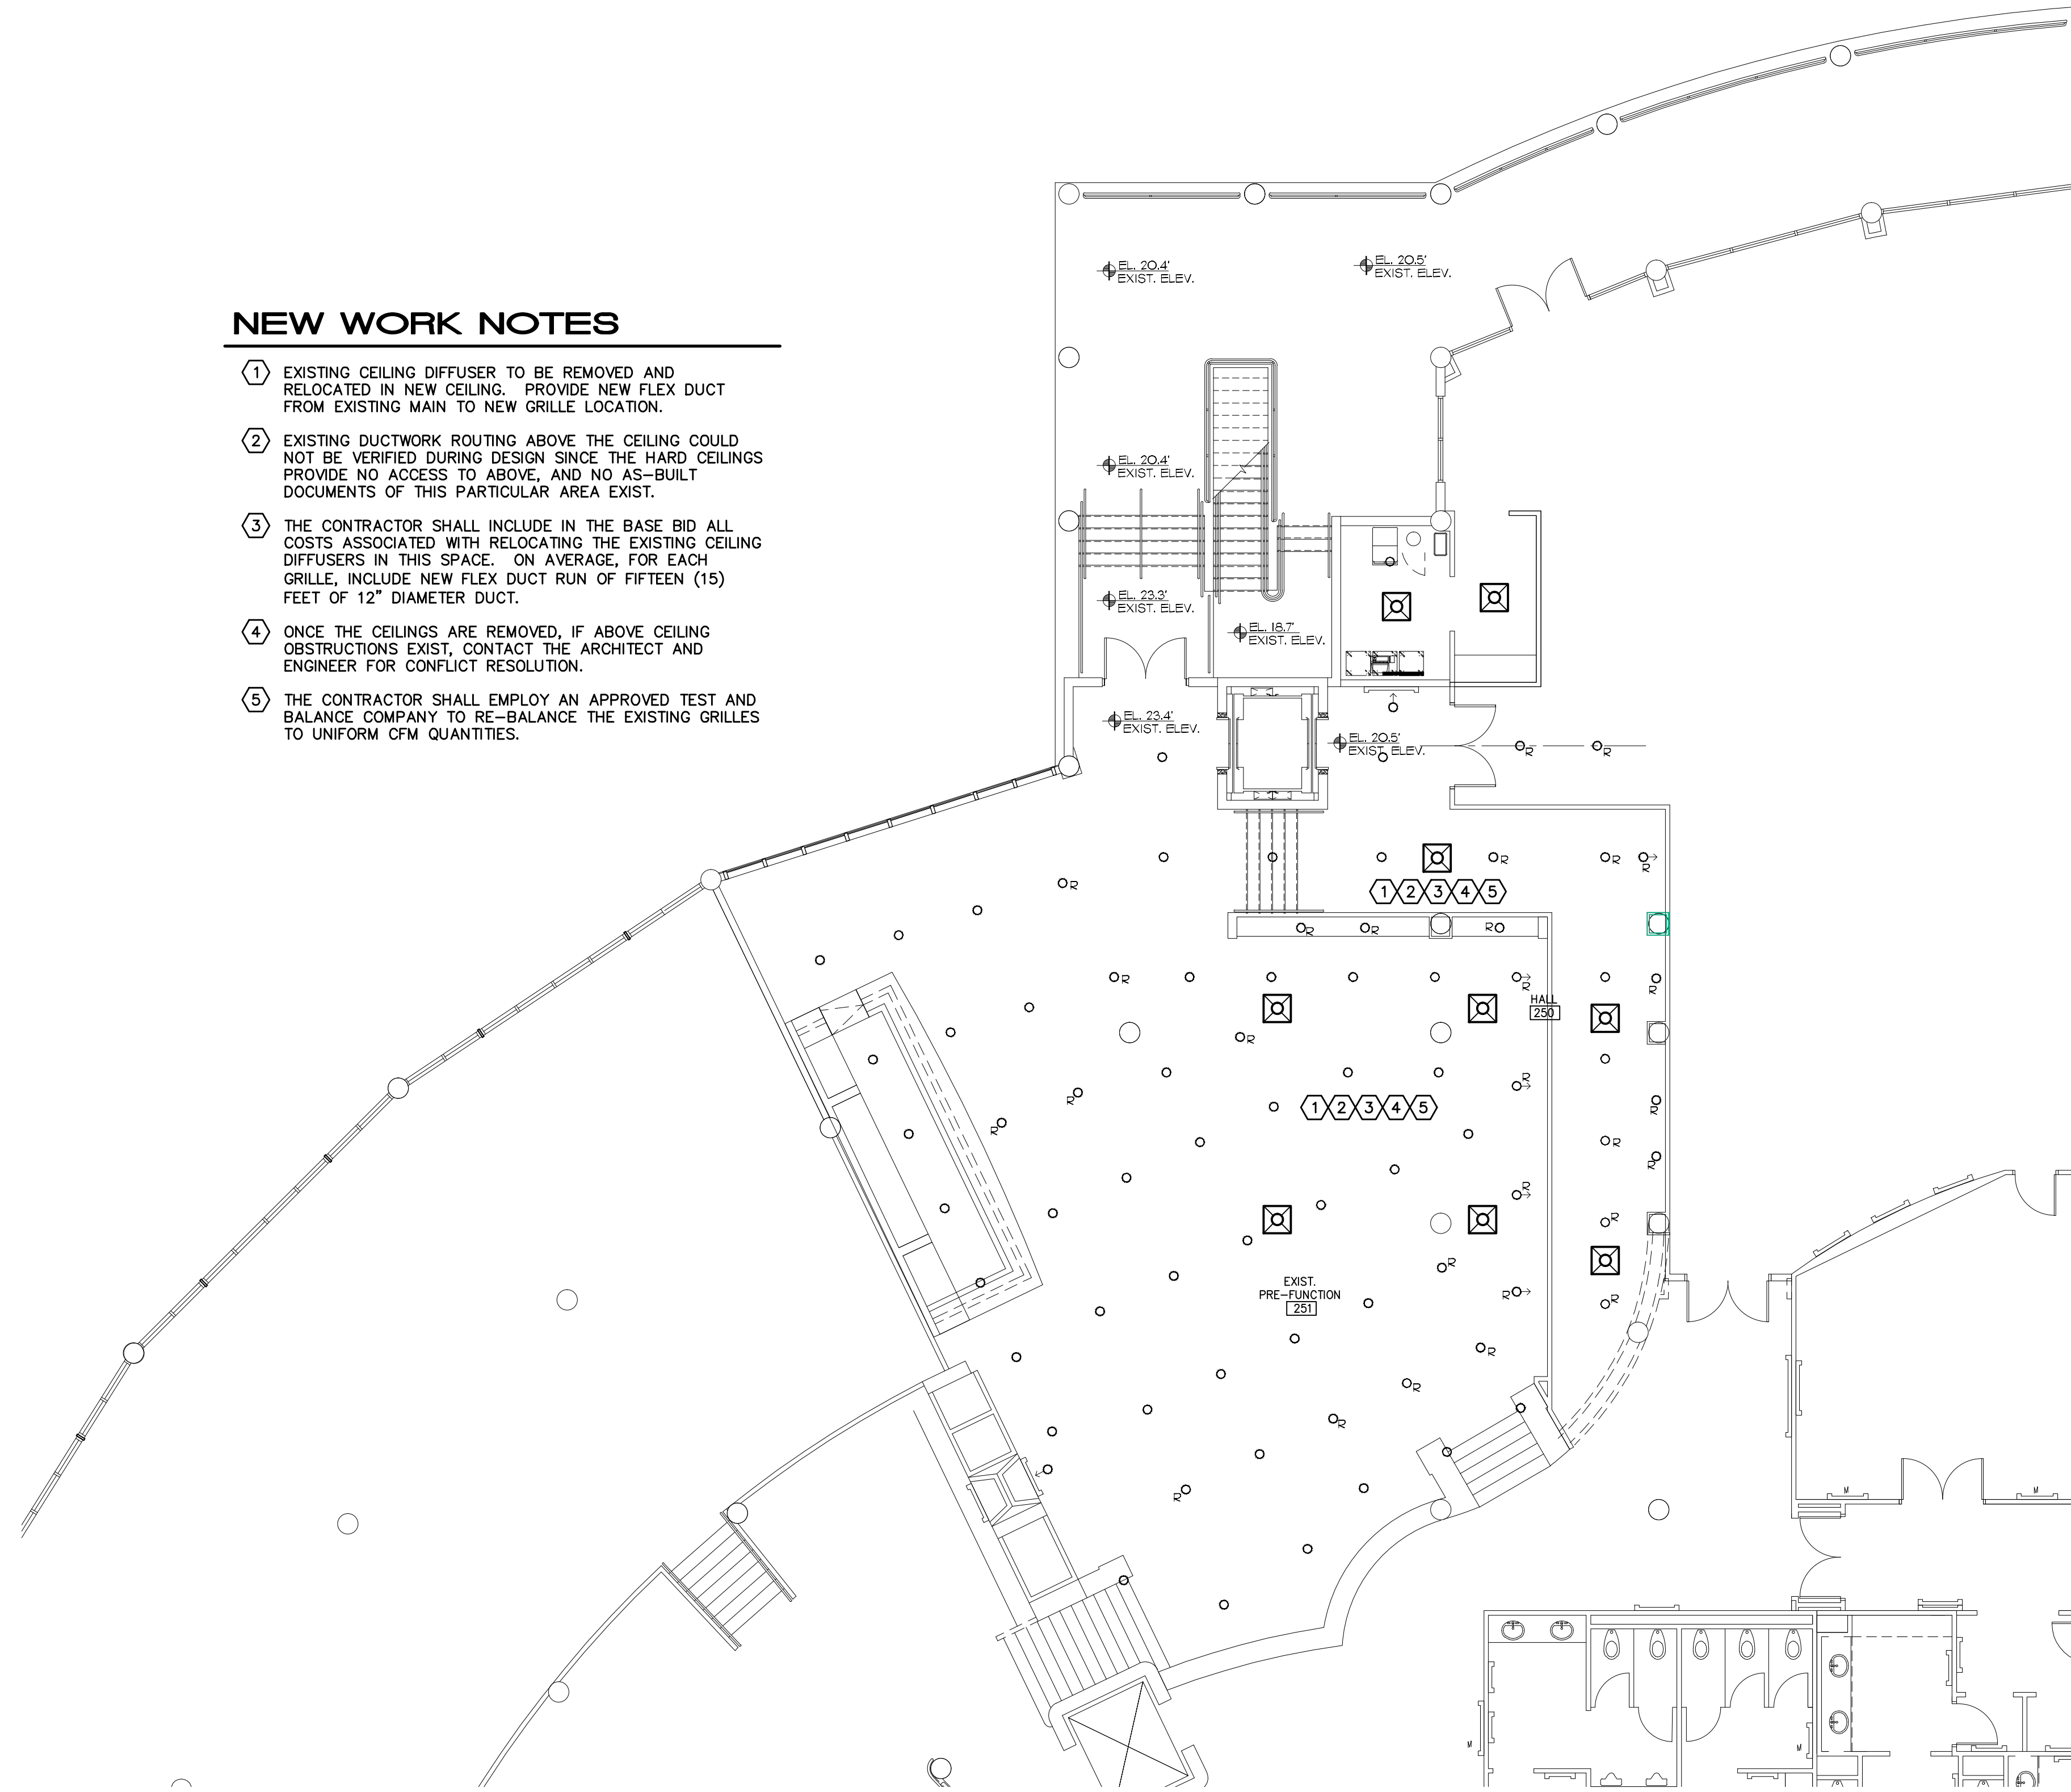 NEW WORK NOTES
1 EXISTING CEILING DIFFUSER TO BE REMOVED AND
RELOCATED IN NEW CEILING. PROVIDE NEW FLEX DUCT
FROM EXISTING MAIN TO NEW GRILLE LOCATION.
2 EXISTING DUCTWORK ROUTING ABOVE THE CEILING COULD
NOT BE VERIFIED DURING DESIGN SINCE THE HARD CEILINGS
PROVIDE NO ACCESS TO ABOVE, AND NO AS-BUILT
DOCUMENTS OF THIS PARTICULAR AREA EXIST.
3 THE CONTRACTOR SHALL INCLUDE IN THE BASE BID ALL
COSTS ASSOCIATED WITH RELOCATING THE EXISTING CEILING
DIFFUSERS IN THIS SPACE. ON AVERAGE, FOR EACH
GRILLE, INCLUDE NEW FLEX DUCT RUN OF FIFTEEN (15)
FEET OF 12" DIAMETER DUCT.
4 ONCE THE CEILINGS ARE REMOVED, IF ABOVE CEILING
OBSTRUCTIONS EXIST, CONTACT THE ARCHITECT AND
ENGINEER FOR CONFLICT RESOLUTION.
5 THE CONTRACTOR SHALL EMPLOY AN APPROVED TEST AND
BALANCE COMPANY TO RE-BALANCE THE EXISTING GRILLES
TO UNIFORM CFM QUANTITIES.
EL. 20.4'
EXIST. ELEV.
EL. 20.5'
EXIST. ELEV.
EL. 20.4'
EXIST. ELEV.
EL. 23.3'
EXIST. ELEV.
EL. 18.7'
EXIST. ELEV.
EL. 23.4'
EXIST. ELEV.
EL. 20.5'
EXIST. ELEV.
R R
R R R
R
1 2 3 4 5
R R R
R R R
HALL
250
R
R R R
1 2 3 4 5
R
R R
R R
R
EXIST.
PRE-FUNCTION
251
R R
R
R
R
R
M M
M M